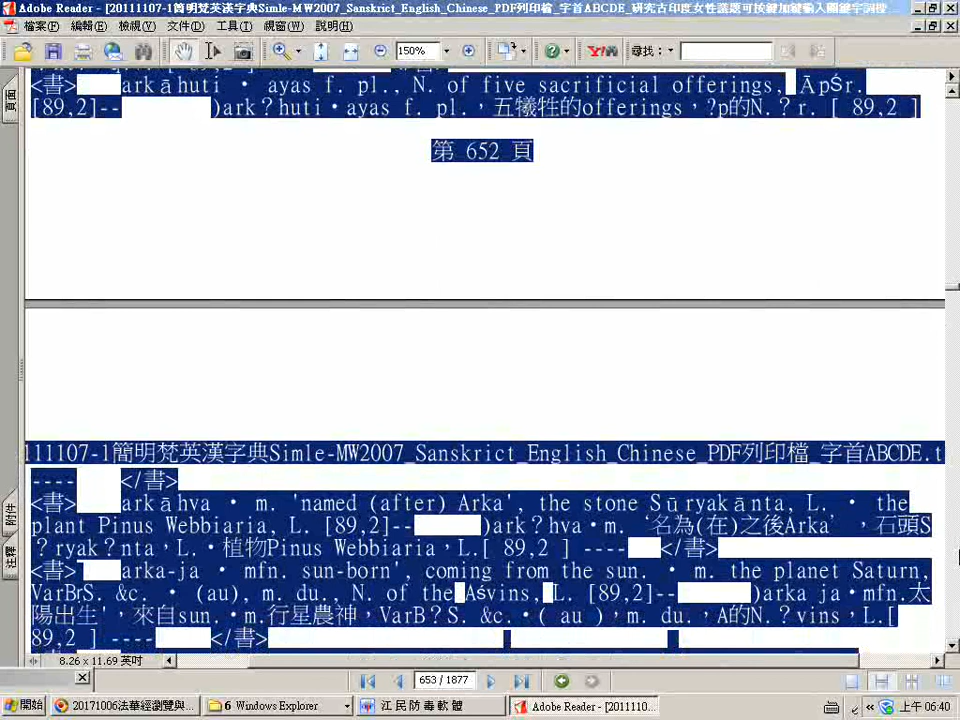 Adobe Reader - [20111107-1簡明梵英漢字典Simle-MW2007_Sanskrict_English_Chinese_PDF列印檔_字首ABCDE_研究古印度女性議題可按鍵加鍵輸入關鍵字詞搜
檔案(F) 編輯(E) 檢視(V) 文件(D) 工具(T) 視窗(W) 說明(H)
150% Y! 尋找:
頁面
<書> arkāhuti ‧ ayas f. pl., N. of five sacrificial offerings, ĀpŚr.
[89,2]-- )ark?huti‧ayas f. pl.，五犧牲的offerings，?p的N.?r. [ 89,2 ]
第 652 頁
111107-1簡明梵英漢字典Simle-MW2007_Sanskrict_English_Chinese_PDF列印檔_字首ABCDE.t
---- </書>
<書> arkāhva ‧ m. 'named (after) Arka', the stone Sūryakānta, L. ‧ the
plant Pinus Webbiaria, L. [89,2]-- )ark?hva‧m.‘名為(在)之後Arka’，石頭S
?ryak?nta，L.‧植物Pinus Webbiaria，L.[ 89,2 ] ---- </書>
<書> arka-ja ‧ mfn. sun-born', coming from the sun. ‧ m. the planet Saturn,
VarBṛS. &c. ‧ (au), m. du., N. of the Aśvins, L. [89,2]-- )arka ja‧mfn.太
陽出生'，來自sun.‧m.行星農神，VarB?S. &c.‧( au )，m. du.，A的N.?vins，L.[
89,2 ] ---- </書>
附件
註釋
8.26 x 11.69 英吋
653 / 1877
開始 20171006法華經瀏覽與... 6 Windows Explorer 江民防毒軟體 Adobe Reader - [2011110... 上午 06:40